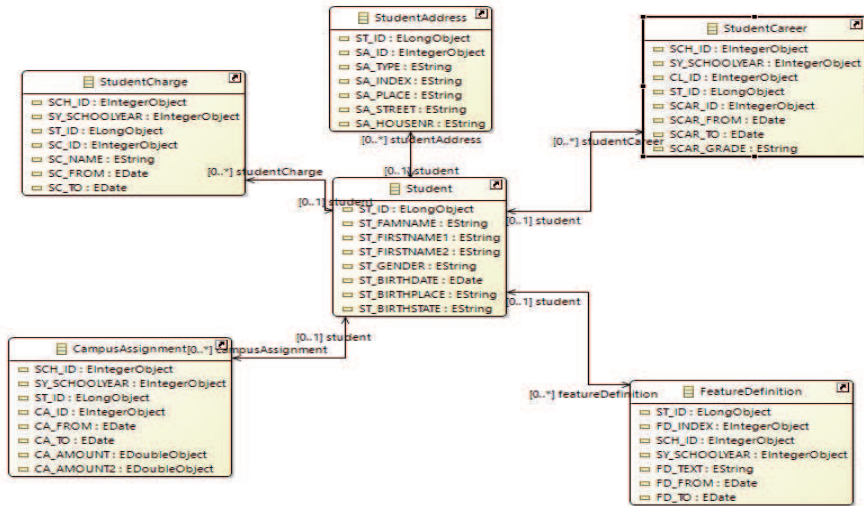 StudentAddress
ST_ID : ELongObject
SA_ID : EIntegerObject
SA_TYPE : EString
SA_INDEX : EString
SA_PLACE : EString
SA_STREET : EString
SA_HOUSENR : EString
[0..*] studentAddress
StudentCareer
SCH_ID : EIntegerObject
SY_SCHOOLYEAR : EIntegerObject
CL_ID : EIntegerObject
ST_ID : ELongObject
SCAR_ID : EIntegerObject
SCAR_FROM : EDate
SCAR_TO : EDate
SCAR_GRADE : EString
[0..*] studentCareer
StudentCharge
SCH_ID : EIntegerObject
SY_SCHOOLYEAR : EIntegerObject
ST_ID : ELongObject
SC_ID : EIntegerObject
SC_NAME : EString
SC_FROM : EDate
SC_TO : EDate
[0..*] studentCharge
[0..1] student
[0..1] student
Student
ST_ID : ELongObject
ST_FAMNAME : EString
ST_FIRSTNAME1 : EString
ST_FIRSTNAME2 : EString
ST_GENDER : EString
ST_BIRTHDATE : EDate
ST_BIRTHPLACE : EString
ST_BIRTHSTATE : EString
[0..1] student
[0..1] student
[0..1] student
CampusAssignment
[0..*] campusAssignment
SCH_ID : EIntegerObject
SY_SCHOOLYEAR : EIntegerObject
ST_ID : ELongObject
CA_ID : EIntegerObject
CA_FROM : EDate
CA_TO : EDate
CA_AMOUNT : EDoubleObject
CA_AMOUNT2 : EDoubleObject
[0..*] featureDefinition
FeatureDefinition
ST_ID : ELongObject
FD_INDEX : EIntegerObject
SCH_ID : EIntegerObject
SY_SCHOOLYEAR : EIntegerObject
FD_TEXT : EString
FD_FROM : EDate
FD_TO : EDate